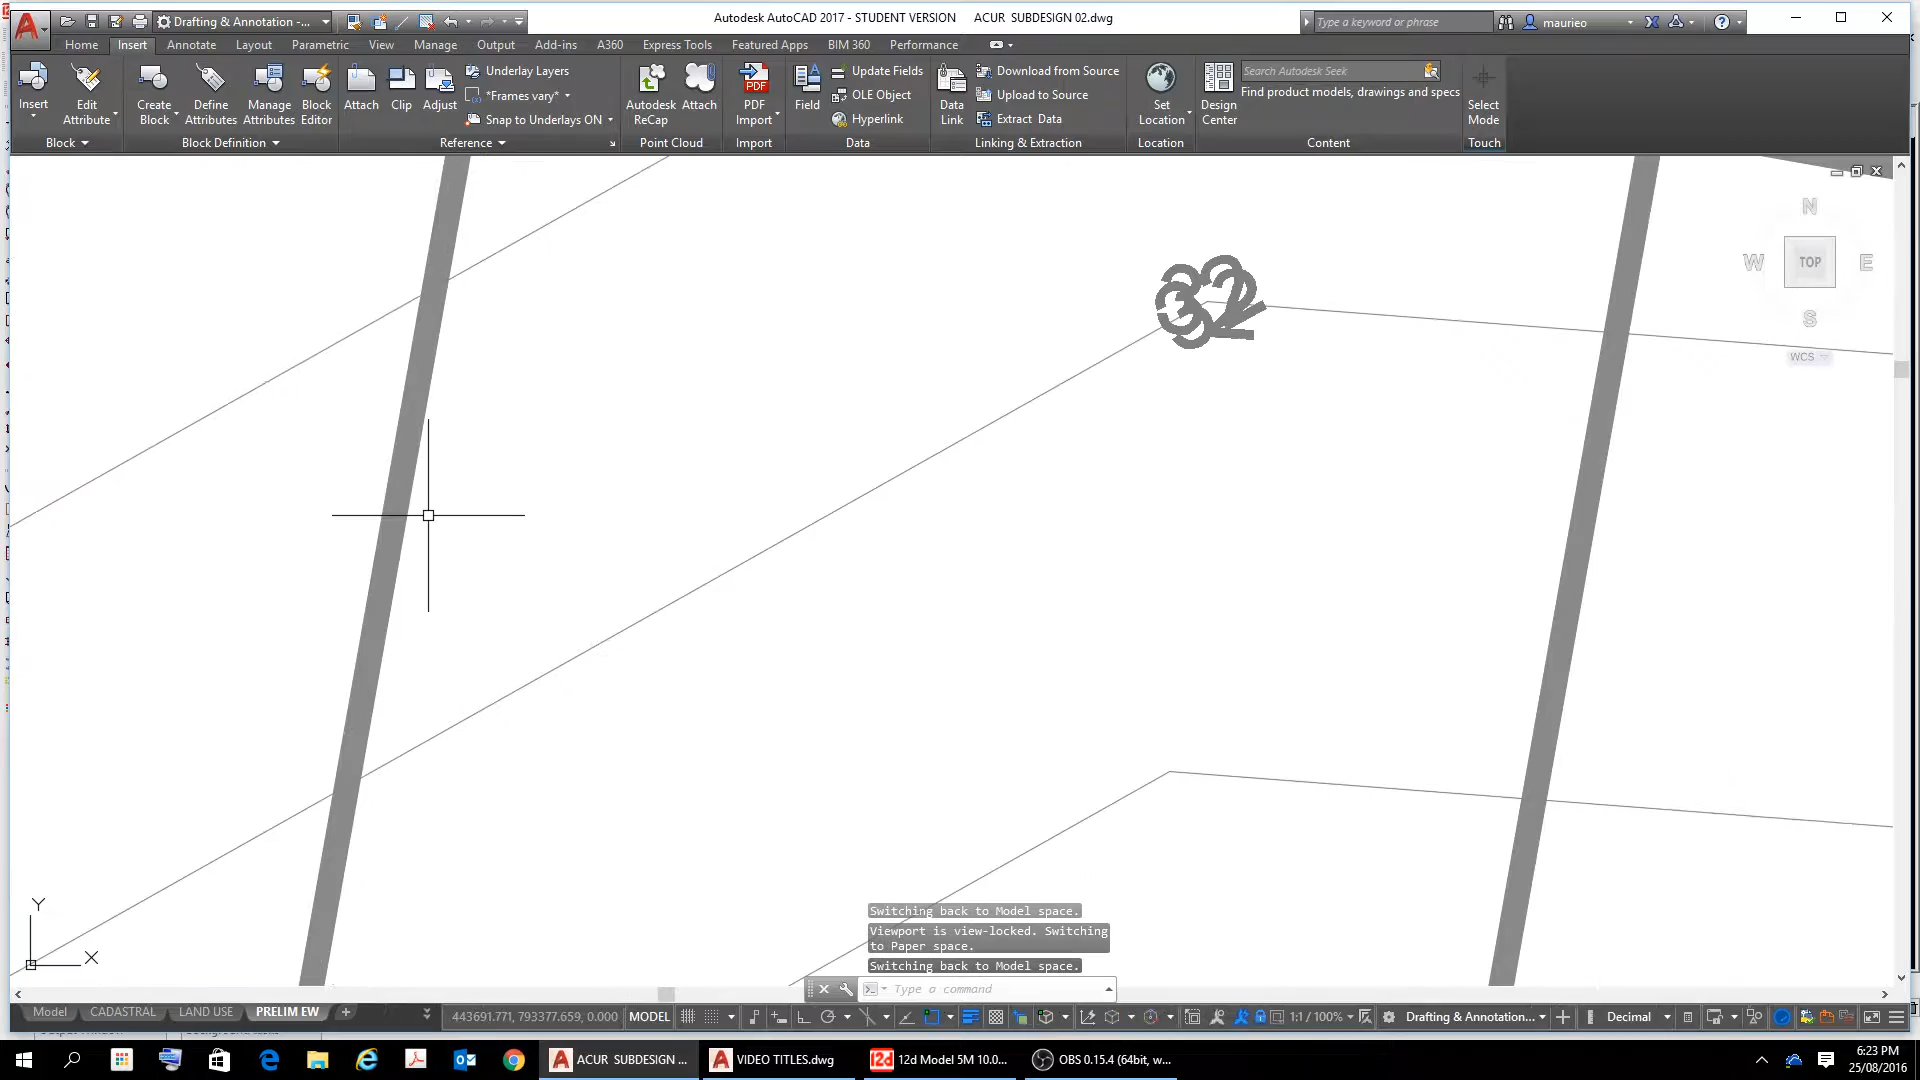 Drafting & Annotation -...
Autodesk AutoCAD 2017 - STUDENT VERSION ACUR SUBDESIGN 02.dwg
Type a keyword or phrase
maurieo
Home Insert Annotate Layout Parametric View Manage Output Add-ins A360 Express Tools Featured Apps BIM 360 Performance
Insert
Edit
Attribute
Create
Block
Define
Attributes
Manage
Attributes
Block
Editor
Attach
Clip
Adjust
Underlay Layers
*Frames vary*
Snap to Underlays ON
Autodesk
ReCap
Attach
PDF
PDF
Import
Field
Update Fields
OLE Object
Hyperlink
Data
Link
Download from Source
Upload to Source
Extract Data
Set
Location
Design
Center
Search Autodesk Seek
Find product models, drawings and specs
Select
Mode
Block
Block Definition
Reference
Point Cloud
Import
Data
Linking & Extraction
Location
Content
Touch
N
W
TOP
E
S
WCS
32
Y
X
Switching back to Model space.
Viewport is view-locked. Switching
to Paper space.
Switching back to Model space.
Type a command
Model CADASTRAL LAND USE PRELIM EW
443691.771, 793377.659, 0.000
MODEL
1:1 / 100%
Drafting & Annotation...
Decimal
ACUR SUBDESIGN ...
VIDEO TITLES.dwg
12d
12d Model 5M 10.0...
OBS 0.15.4 (64bit, w...
6:23 PM
25/08/2016